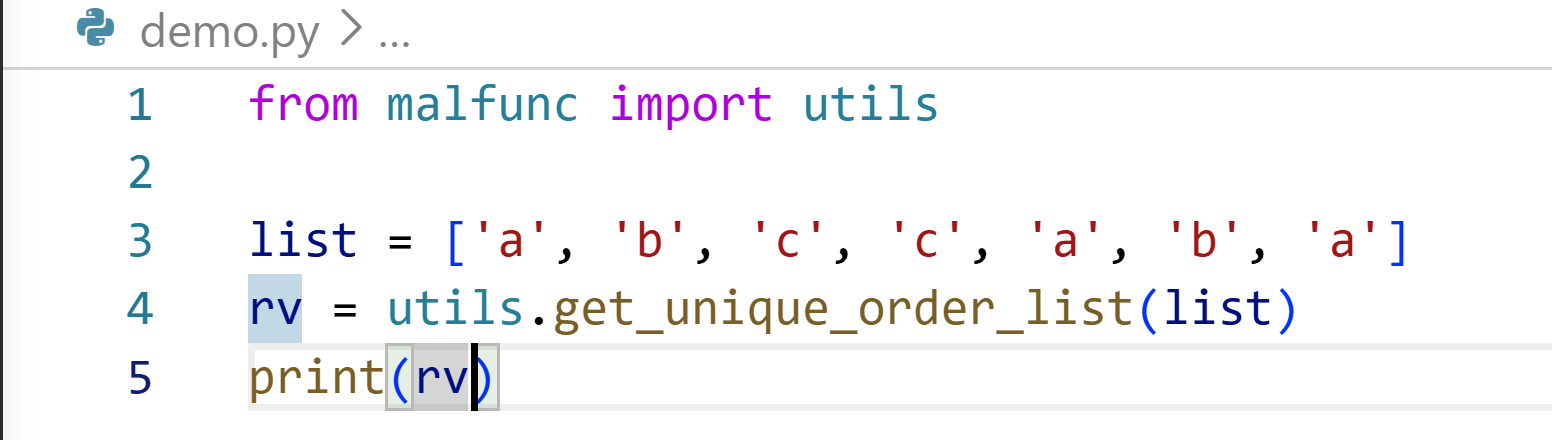 demo.py > ...
1 from malfunc import utils
2
3 list = ['a', 'b', 'c', 'c', 'a', 'b', 'a']
4 rv = utils.get_unique_order_list(list)
5 print(rv)